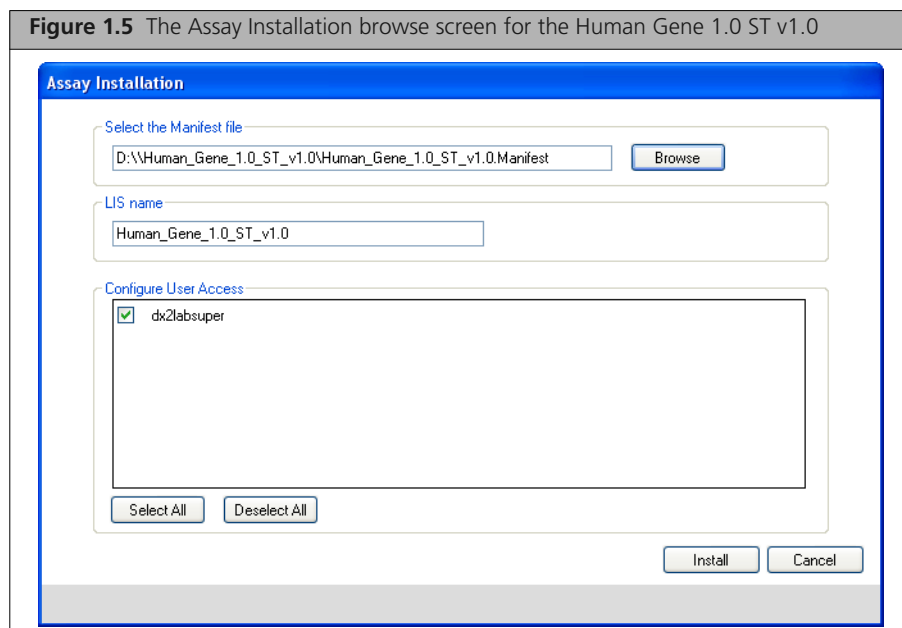 Figure 1.5 The Assay Installation browse screen for the Human Gene 1.0 ST v1.0
Assay Installation
Select the Manifest file
D:\\Human_Gene_1.0_ST_v1.0\Human_Gene_1.0_ST_v1.0.Manifest Browse
LIS name
Human_Gene_1.0_ST_v1.0
Configure User Access
dx2labsuper
Select All Deselect All
Install Cancel